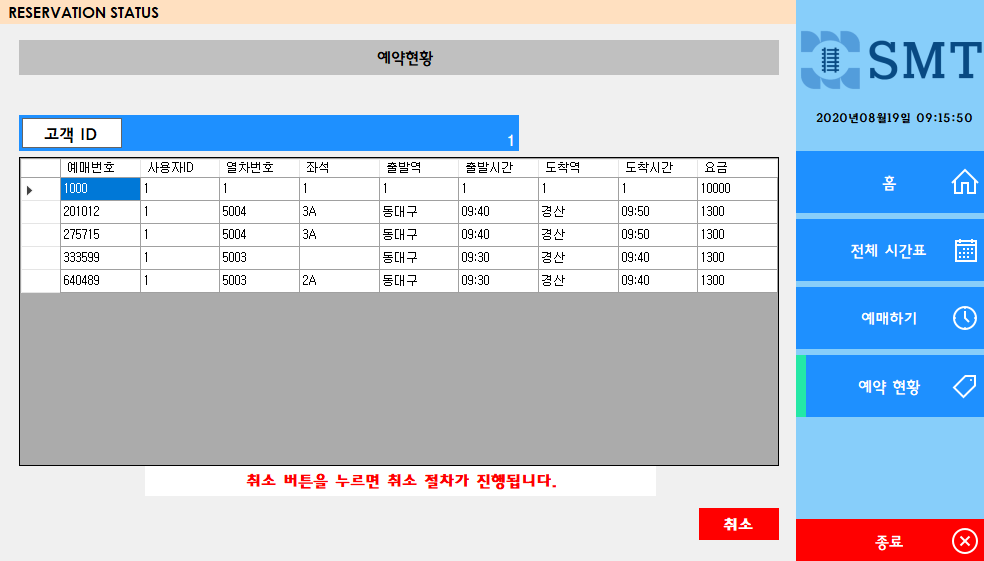 RESERVATION STATUS
예약현황
SMT
2020년08월19일 09:15:50
고객 ID
1
예매번호 사용자ID 열차번호 좌석 출발역 출발시간 도착역 도착시간 요금
1000 1 1 1 1 1 1 1 10000
201012 1 5004 3A 동대구 09:40 경산 09:50 1300
275715 1 5004 3A 동대구 09:40 경산 09:50 1300
333599 1 5003 동대구 09:30 경산 09:40 1300
640489 1 5003 2A 동대구 09:30 경산 09:40 1300
취소 버튼을 누르면 취소 절차가 진행됩니다.
취소
홈
전체 시간표
예매하기
예약 현황
종료